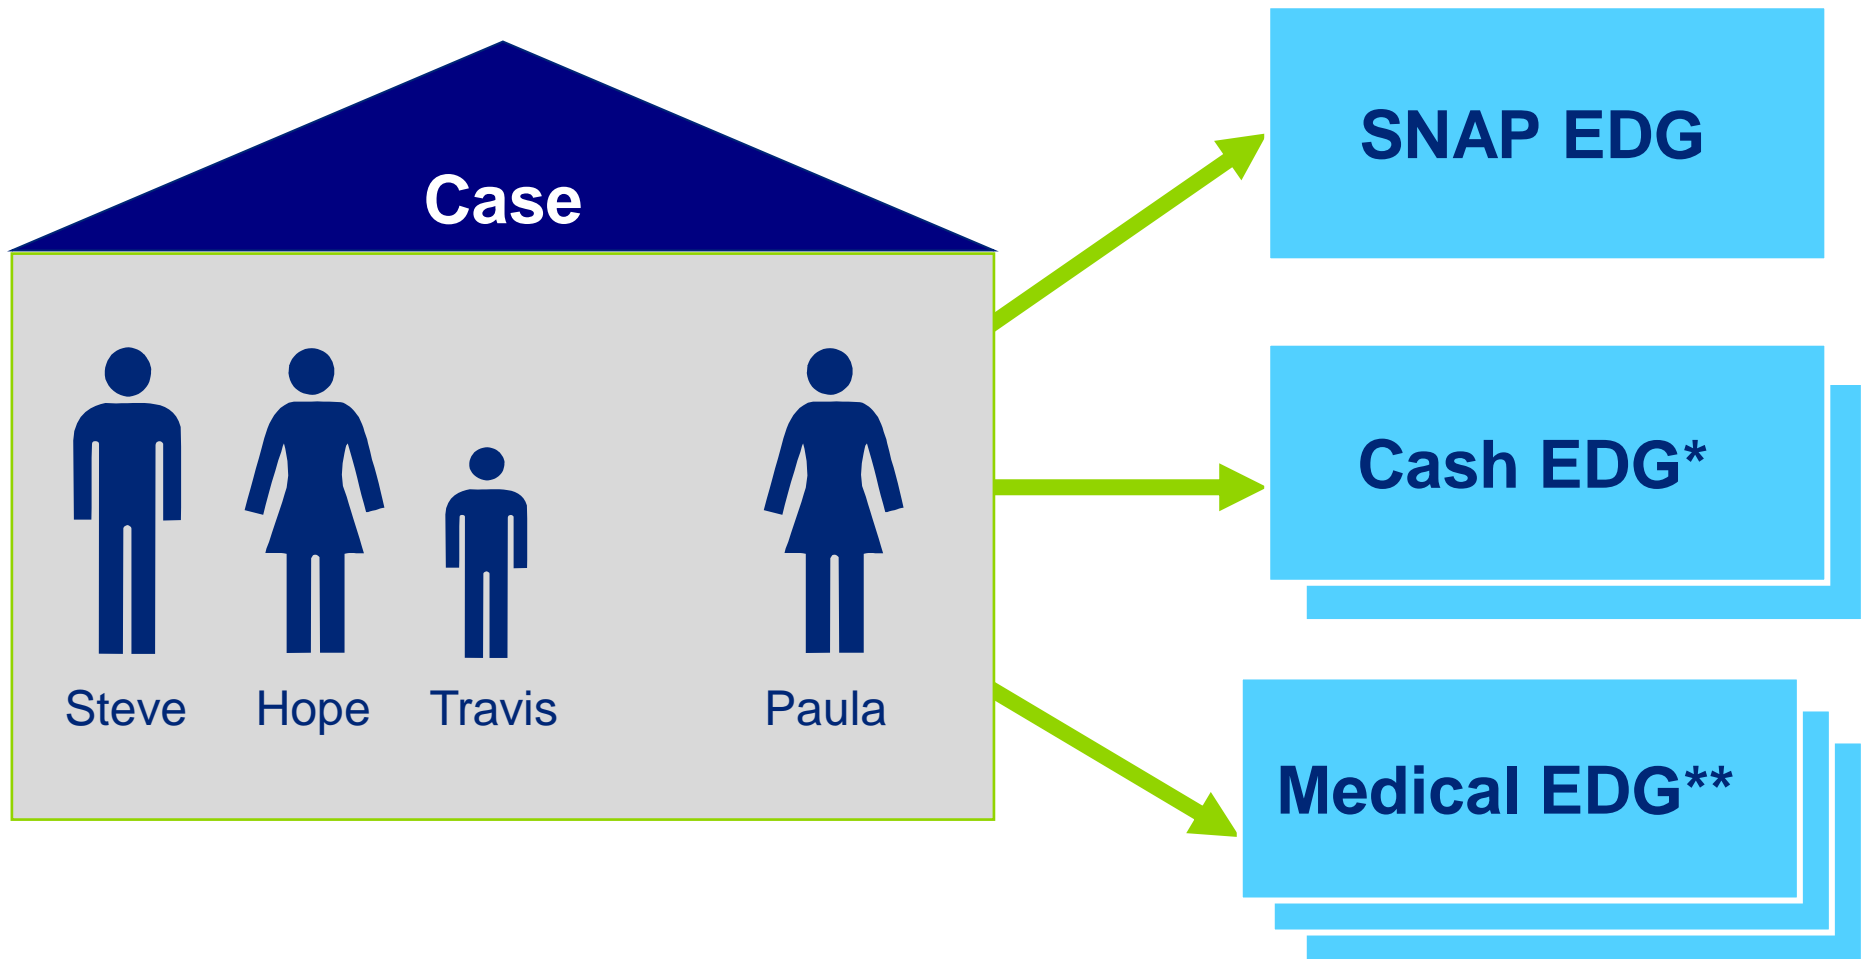 Case
Steve Hope Travis Paula
SNAP EDG
Cash EDG*
Medical EDG**